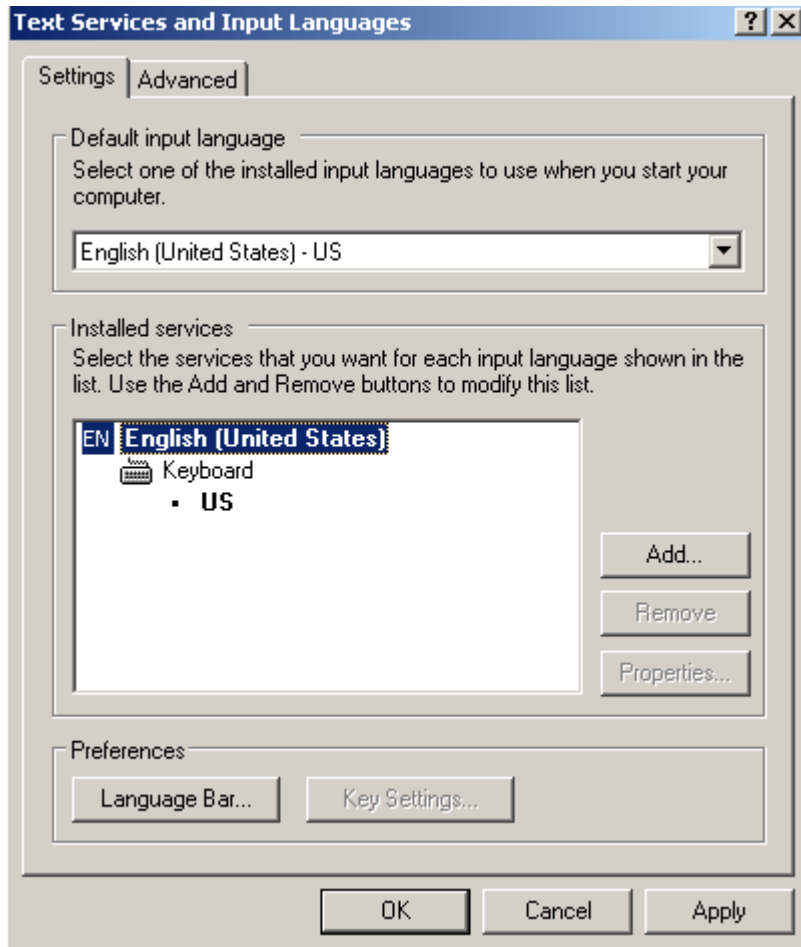 Text Services and Input Languages
Settings
Advanced
Default input language
Select one of the installed input languages to use when you start your
computer.
English (United States) - US
Installed services
Select the services that you want for each input language shown in the
list. Use the Add and Remove buttons to modify this list.
EN English (United States)
Keyboard
US
Add...
Remove
Properties...
Preferences
Language Bar...
Key Settings...
OK
Cancel
Apply